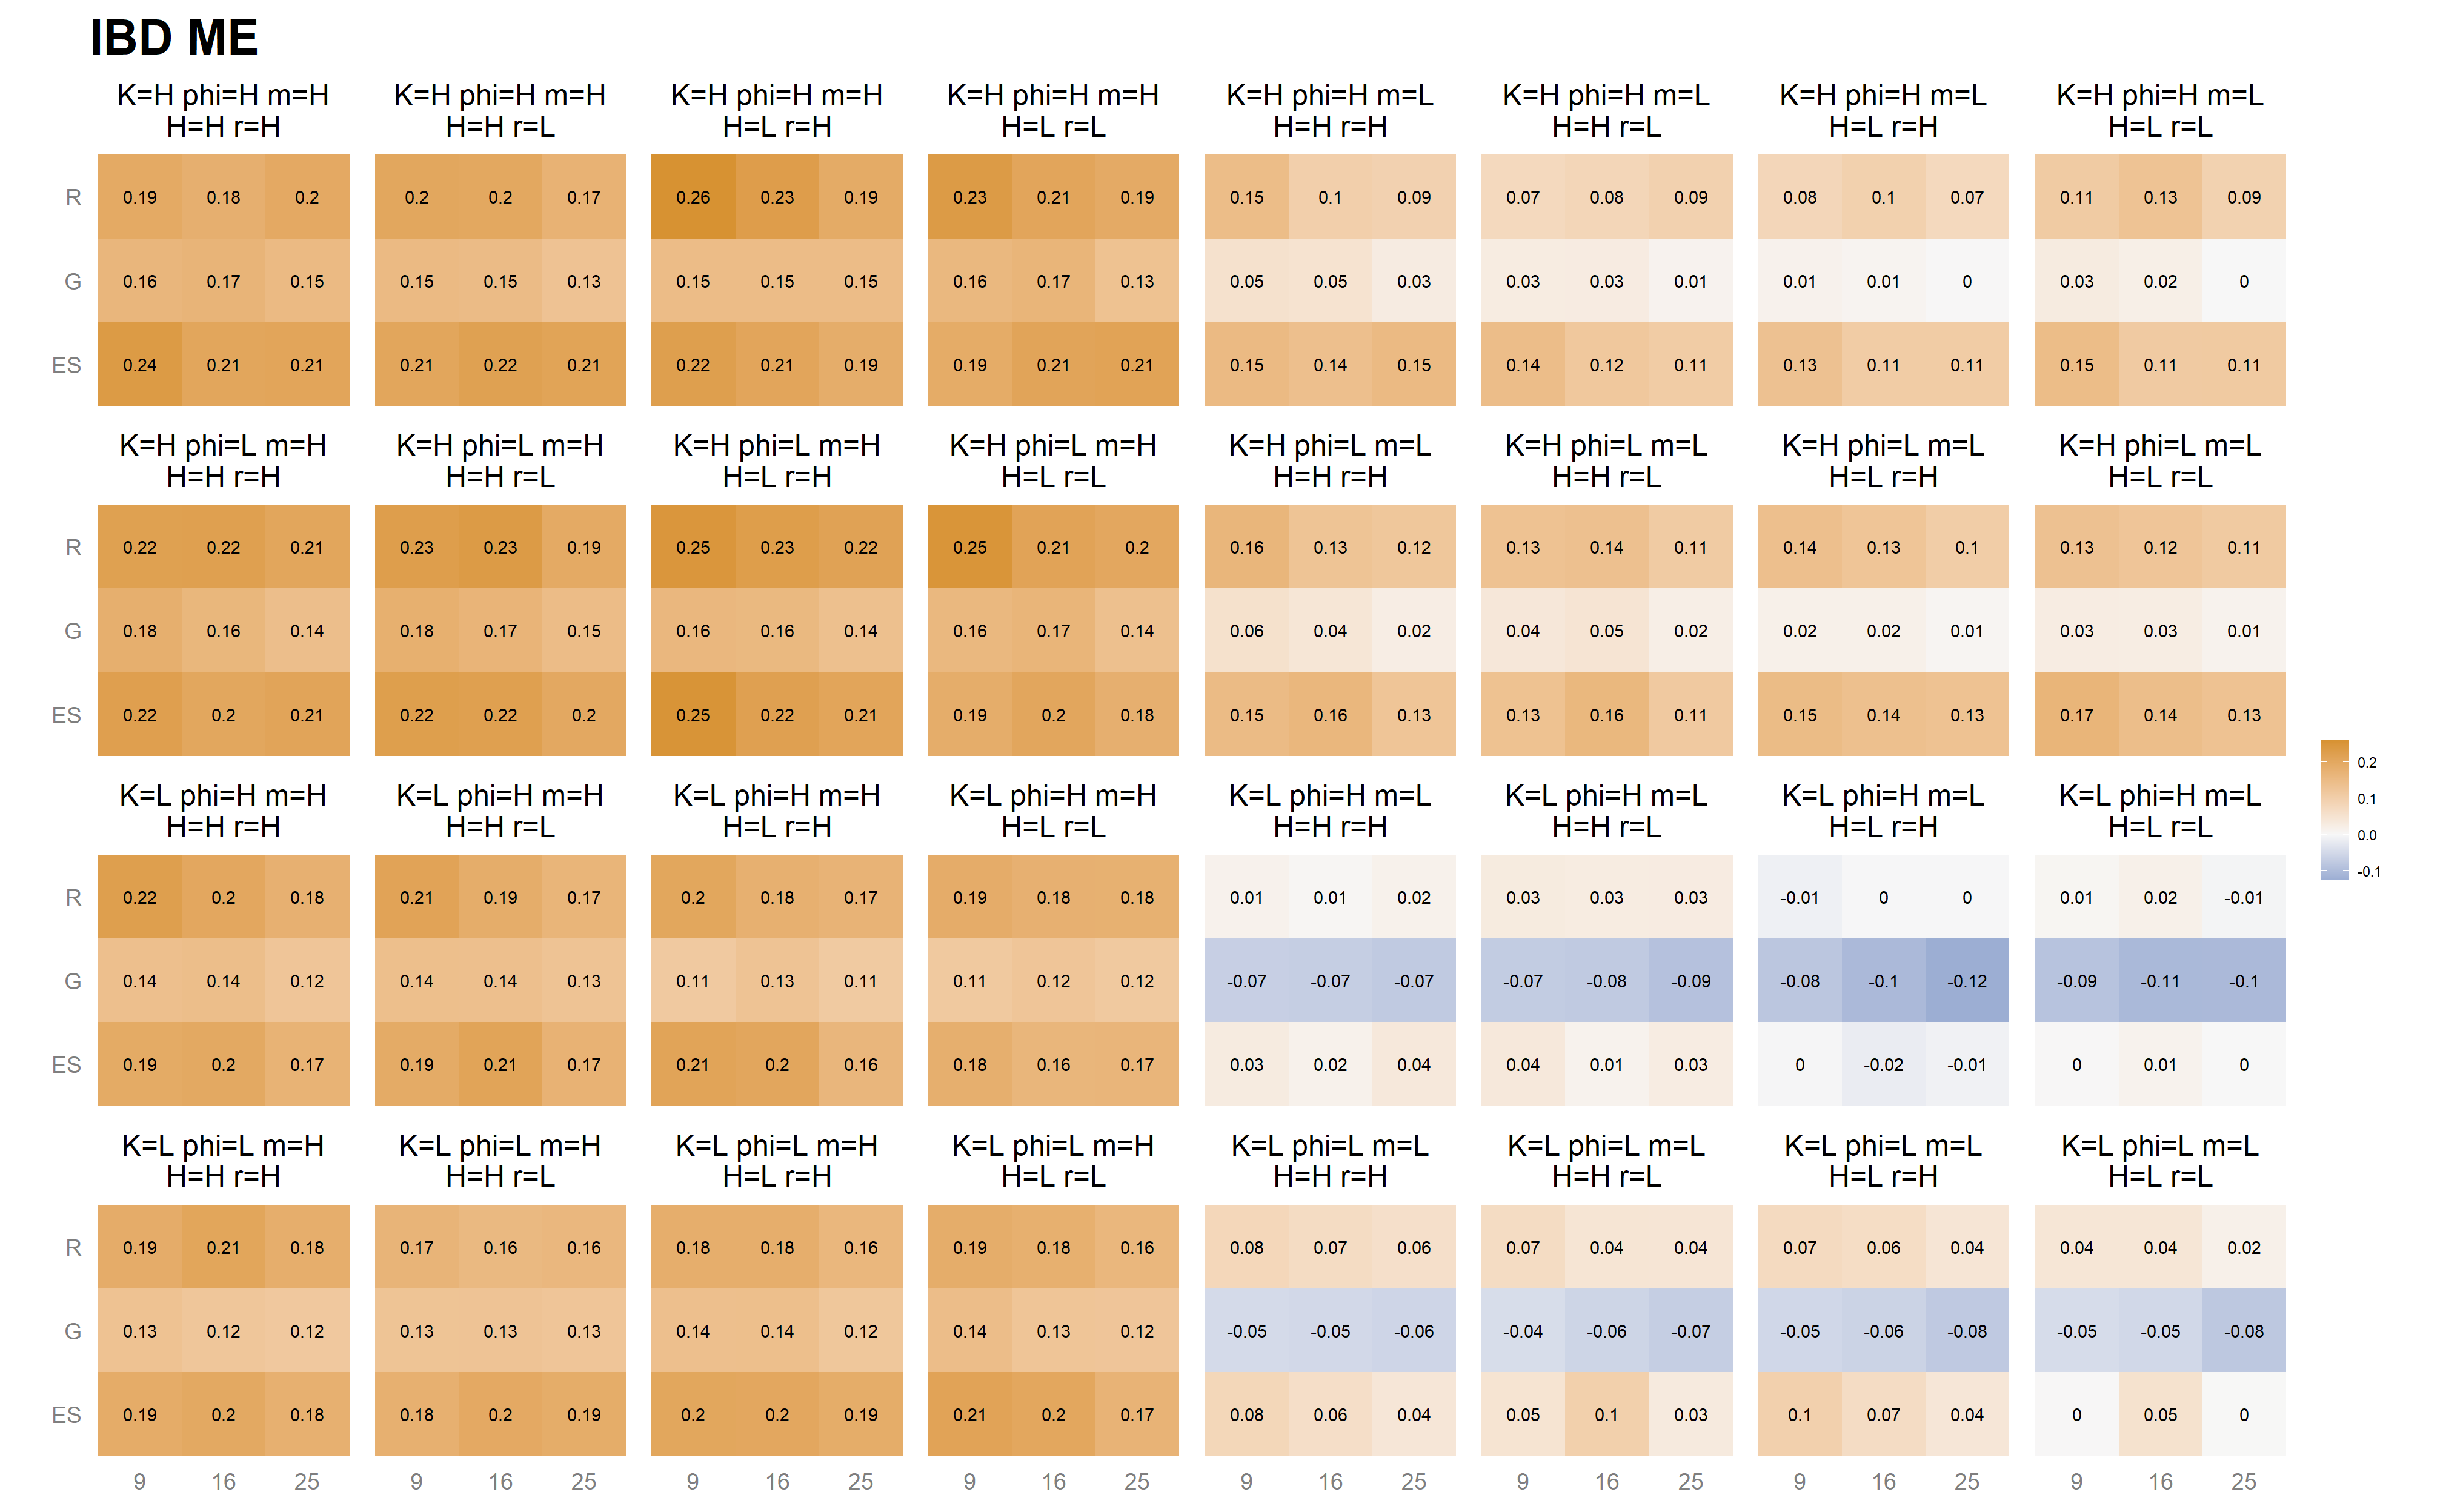 IBD ME
K=H phi=H m=H K=H phi=H m=H K=H phi=H m=H K=H phi=H m=H K=H phi=H m=L K=H phi=H m=L K=H phi=H m=L K=H phi=H m=L
H=H r=H H=H r=L H=L r=H H=L r=L H=H r=H H=H r=L H=L r=H H=L r=L
R 0.19 0.18 0.2 0.2 0.2 0.17 0.26 0.23 0.19 0.23 0.21 0.19 0.15 0.1 0.09 0.07 0.08 0.09 0.08 0.1 0.07 0.11 0.13 0.09
G 0.16 0.17 0.15 0.15 0.15 0.13 0.15 0.15 0.15 0.16 0.17 0.13 0.05 0.05 0.03 0.03 0.03 0.01 0.01 0.01 0 0.03 0.02 0
ES 0.24 0.21 0.21 0.21 0.22 0.21 0.22 0.21 0.19 0.19 0.21 0.21 0.15 0.14 0.15 0.14 0.12 0.11 0.13 0.11 0.11 0.15 0.11 0.11
K=H phi=L m=H K=H phi=L m=H K=H phi=L m=H K=H phi=L m=H K=H phi=L m=L K=H phi=L m=L K=H phi=L m=L K=H phi=L m=L
H=H r=H H=H r=L H=L r=H H=L r=L H=H r=H H=H r=L H=L r=H H=L r=L
R 0.22 0.22 0.21 0.23 0.23 0.19 0.25 0.23 0.22 0.25 0.21 0.2 0.16 0.13 0.12 0.13 0.14 0.11 0.14 0.13 0.1 0.13 0.12 0.11
G 0.18 0.16 0.14 0.18 0.17 0.15 0.16 0.16 0.14 0.16 0.17 0.14 0.06 0.04 0.02 0.04 0.05 0.02 0.02 0.02 0.01 0.03 0.03 0.01
ES 0.22 0.2 0.21 0.22 0.22 0.2 0.25 0.22 0.21 0.19 0.2 0.18 0.15 0.16 0.13 0.13 0.16 0.11 0.15 0.14 0.13 0.17 0.14 0.13
0.2
0.1
0.0
-0.1
K=L phi=H m=H K=L phi=H m=H K=L phi=H m=H K=L phi=H m=H K=L phi=H m=L K=L phi=H m=L K=L phi=H m=L K=L phi=H m=L
H=H r=H H=H r=L H=L r=H H=L r=L H=H r=H H=H r=L H=L r=H H=L r=L
R 0.22 0.2 0.18 0.21 0.19 0.17 0.2 0.18 0.17 0.19 0.18 0.18 0.01 0.01 0.02 0.03 0.03 0.03 -0.01 0 0 0.01 0.02 -0.01
G 0.14 0.14 0.12 0.14 0.14 0.13 0.11 0.13 0.11 0.11 0.12 0.12 -0.07 -0.07 -0.07 -0.07 -0.08 -0.09 -0.08 -0.1 -0.12 -0.09 -0.11 -0.1
ES 0.19 0.2 0.17 0.19 0.21 0.17 0.21 0.2 0.16 0.18 0.16 0.17 0.03 0.02 0.04 0.04 0.01 0.03 0 -0.02 -0.01 0 0.01 0
K=L phi=L m=H K=L phi=L m=H K=L phi=L m=H K=L phi=L m=H K=L phi=L m=L K=L phi=L m=L K=L phi=L m=L K=L phi=L m=L
H=H r=H H=H r=L H=L r=H H=L r=L H=H r=H H=H r=L H=L r=H H=L r=L
R 0.19 0.21 0.18 0.17 0.16 0.16 0.18 0.18 0.16 0.19 0.18 0.16 0.08 0.07 0.06 0.07 0.04 0.04 0.07 0.06 0.04 0.04 0.04 0.02
G 0.13 0.12 0.12 0.13 0.13 0.13 0.14 0.14 0.12 0.14 0.13 0.12 -0.05 -0.05 -0.06 -0.04 -0.06 -0.07 -0.05 -0.06 -0.08 -0.05 -0.05 -0.08
ES 0.19 0.2 0.18 0.18 0.2 0.19 0.2 0.2 0.19 0.21 0.2 0.17 0.08 0.06 0.04 0.05 0.1 0.03 0.1 0.07 0.04 0 0.05 0
9 16 25 9 16 25 9 16 25 9 16 25 9 16 25 9 16 25 9 16 25 9 16 25